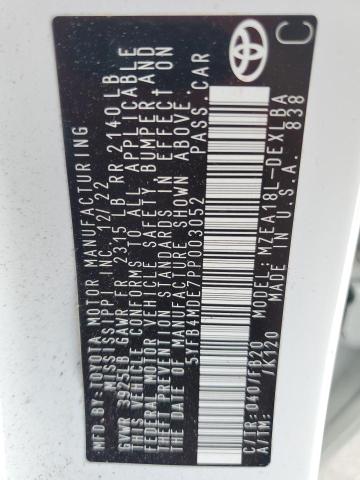 MFD. BY: TOYOTA MOTOR MANUFACTURING
MISSISSIPPI, INC. 12/22
GVWR 3925LB GAWR FR 2315 LB RR 2140 LB
THIS VEHICLE CONFORMS TO ALL APPLICABLE
FEDERAL MOTOR VEHICLE SAFETY, BUMPER AND
THEFT PREVENTION STANDARDS IN EFFECT ON
THE DATE OF MANUFACTURE SHOWN ABOVE.
5YFB4MDE7PP003052 PASS. CAR
C/TR: 040/FB20 MZEA18L-DEXLBA
A/TM: /K120 MADE IN U.S.A. 838
C